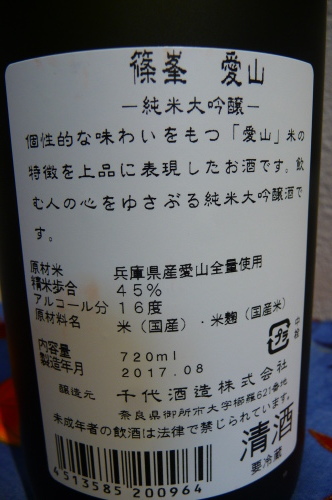 篠峯 愛山
―純米大吟醸―
個性的な味わいをもつ「愛山」米の
特徴を上品に表現したお酒です。飲
む人の心をゆさぶる純米大吟醸酒で
す。
原材米 兵庫県産愛山全量使用
精米歩合 45%
アルコール分 16度
原材料名 米(国産)・米麹(国産米)
内容量 720ml
製造年月 2017.08
プラ 中栓
醸造元 千代酒造株式会社
奈良県御所市大字櫛羅621番地
未成年者の飲酒は法律で禁じられています。
清酒
要冷蔵
4513585 200964